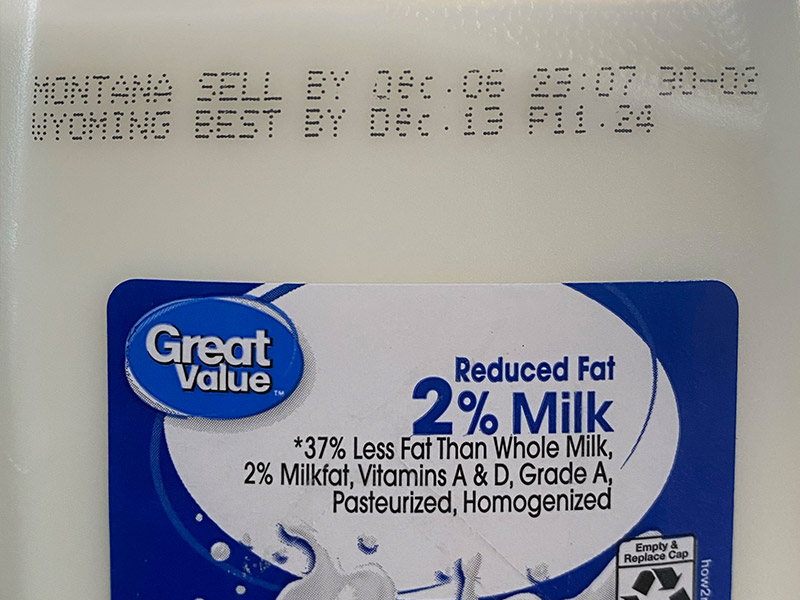 MONTANA SELL BY Dec.06 23:07 30-02
WYOMING BEST BY Dec.13 P11.24
Great
Value™
Reduced Fat
2% Milk
*37% Less Fat Than Whole Milk,
2% Milkfat, Vitamins A & D, Grade A,
Pasteurized, Homogenized
Empty &
Replace Cap